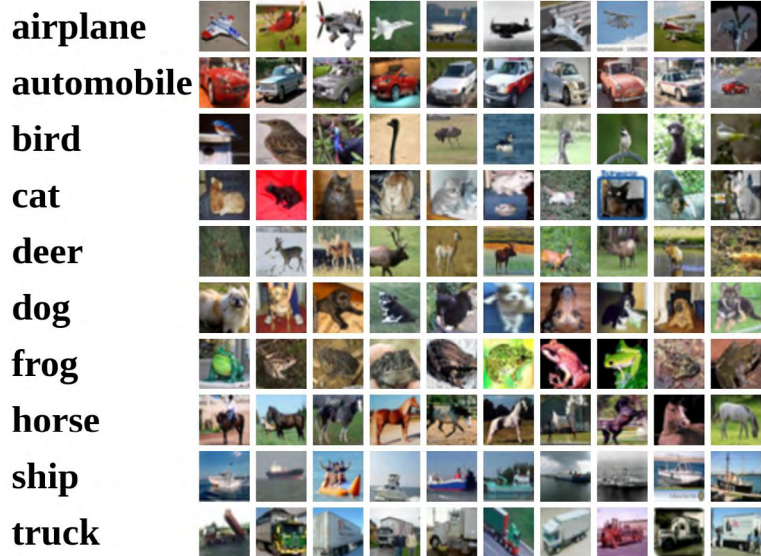 airplane
automobile
bird
cat
deer
dog
frog
horse
ship
truck